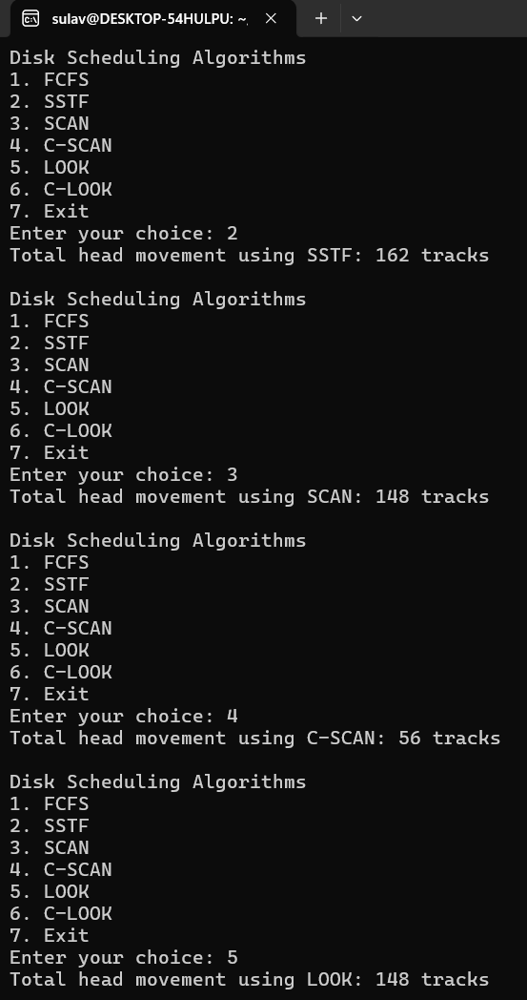 sulav@DESKTOP-54HULPU: ~,
Disk Scheduling Algorithms
1. FCFS
2. SSTF
3. SCAN
4. C-SCAN
5. LOOK
6. C-LOOK
7. Exit
Enter your choice: 2
Total head movement using SSTF: 162 tracks
Disk Scheduling Algorithms
1. FCFS
2. SSTF
3. SCAN
4. C-SCAN
5. LOOK
6. C-LOOK
7. Exit
Enter your choice: 3
Total head movement using SCAN: 148 tracks
Disk Scheduling Algorithms
1. FCFS
2. SSTF
3. SCAN
4. C-SCAN
5. LOOK
6. C-LOOK
7. Exit
Enter your choice: 4
Total head movement using C-SCAN: 56 tracks
Disk Scheduling Algorithms
1. FCFS
2. SSTF
3. SCAN
4. C-SCAN
5. LOOK
6. C-LOOK
7. Exit
Enter your choice: 5
Total head movement using LOOK: 148 tracks